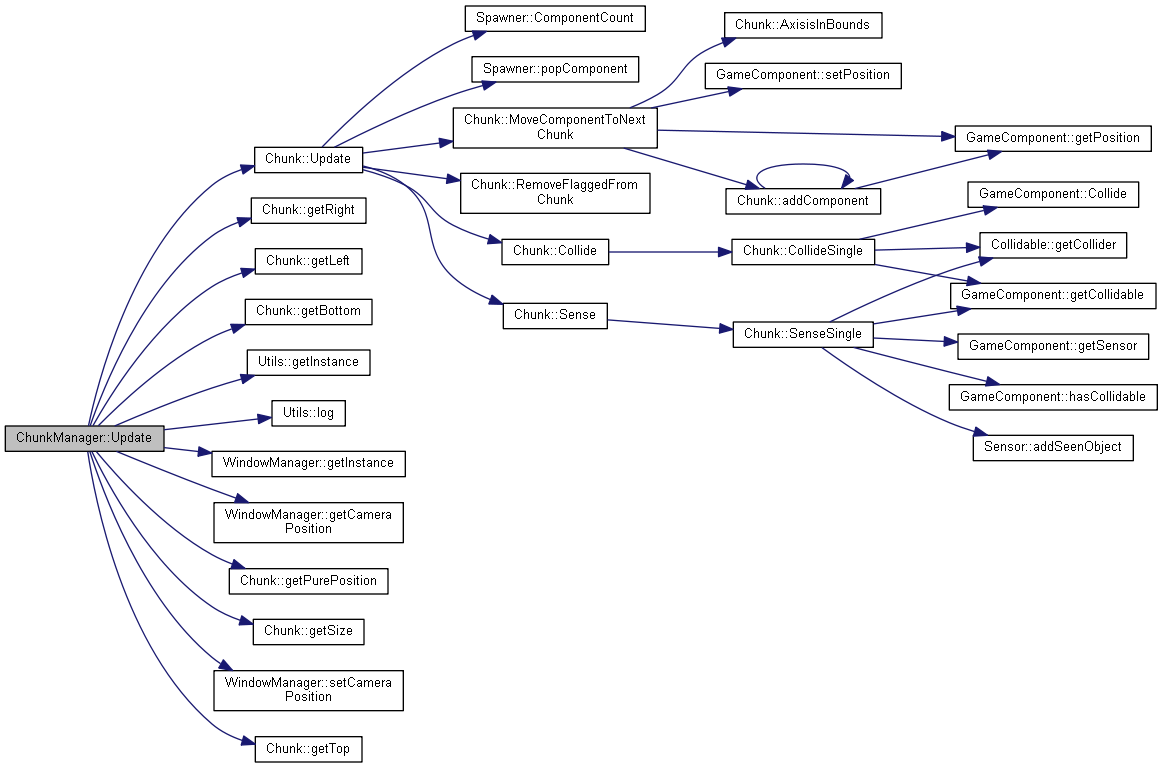 ChunkManager::Update
Chunk::Update
Chunk::getRight
Chunk::getLeft
Chunk::getBottom
Utils::getInstance
Utils::log
WindowManager::getInstance
WindowManager::getCamera
Position
Chunk::getPurePosition
Chunk::getSize
WindowManager::setCamera
Position
Chunk::getTop
Spawner::ComponentCount
Spawner::popComponent
Chunk::MoveComponentToNext
Chunk
Chunk::RemoveFlaggedFrom
Chunk
Chunk::Collide
Chunk::Sense
Chunk::AxisisInBounds
GameComponent::setPosition
Chunk::addComponent
Chunk::CollideSingle
Chunk::SenseSingle
GameComponent::getPosition
GameComponent::Collide
Collidable::getCollider
GameComponent::getCollidable
GameComponent::getSensor
GameComponent::hasCollidable
Sensor::addSeenObject